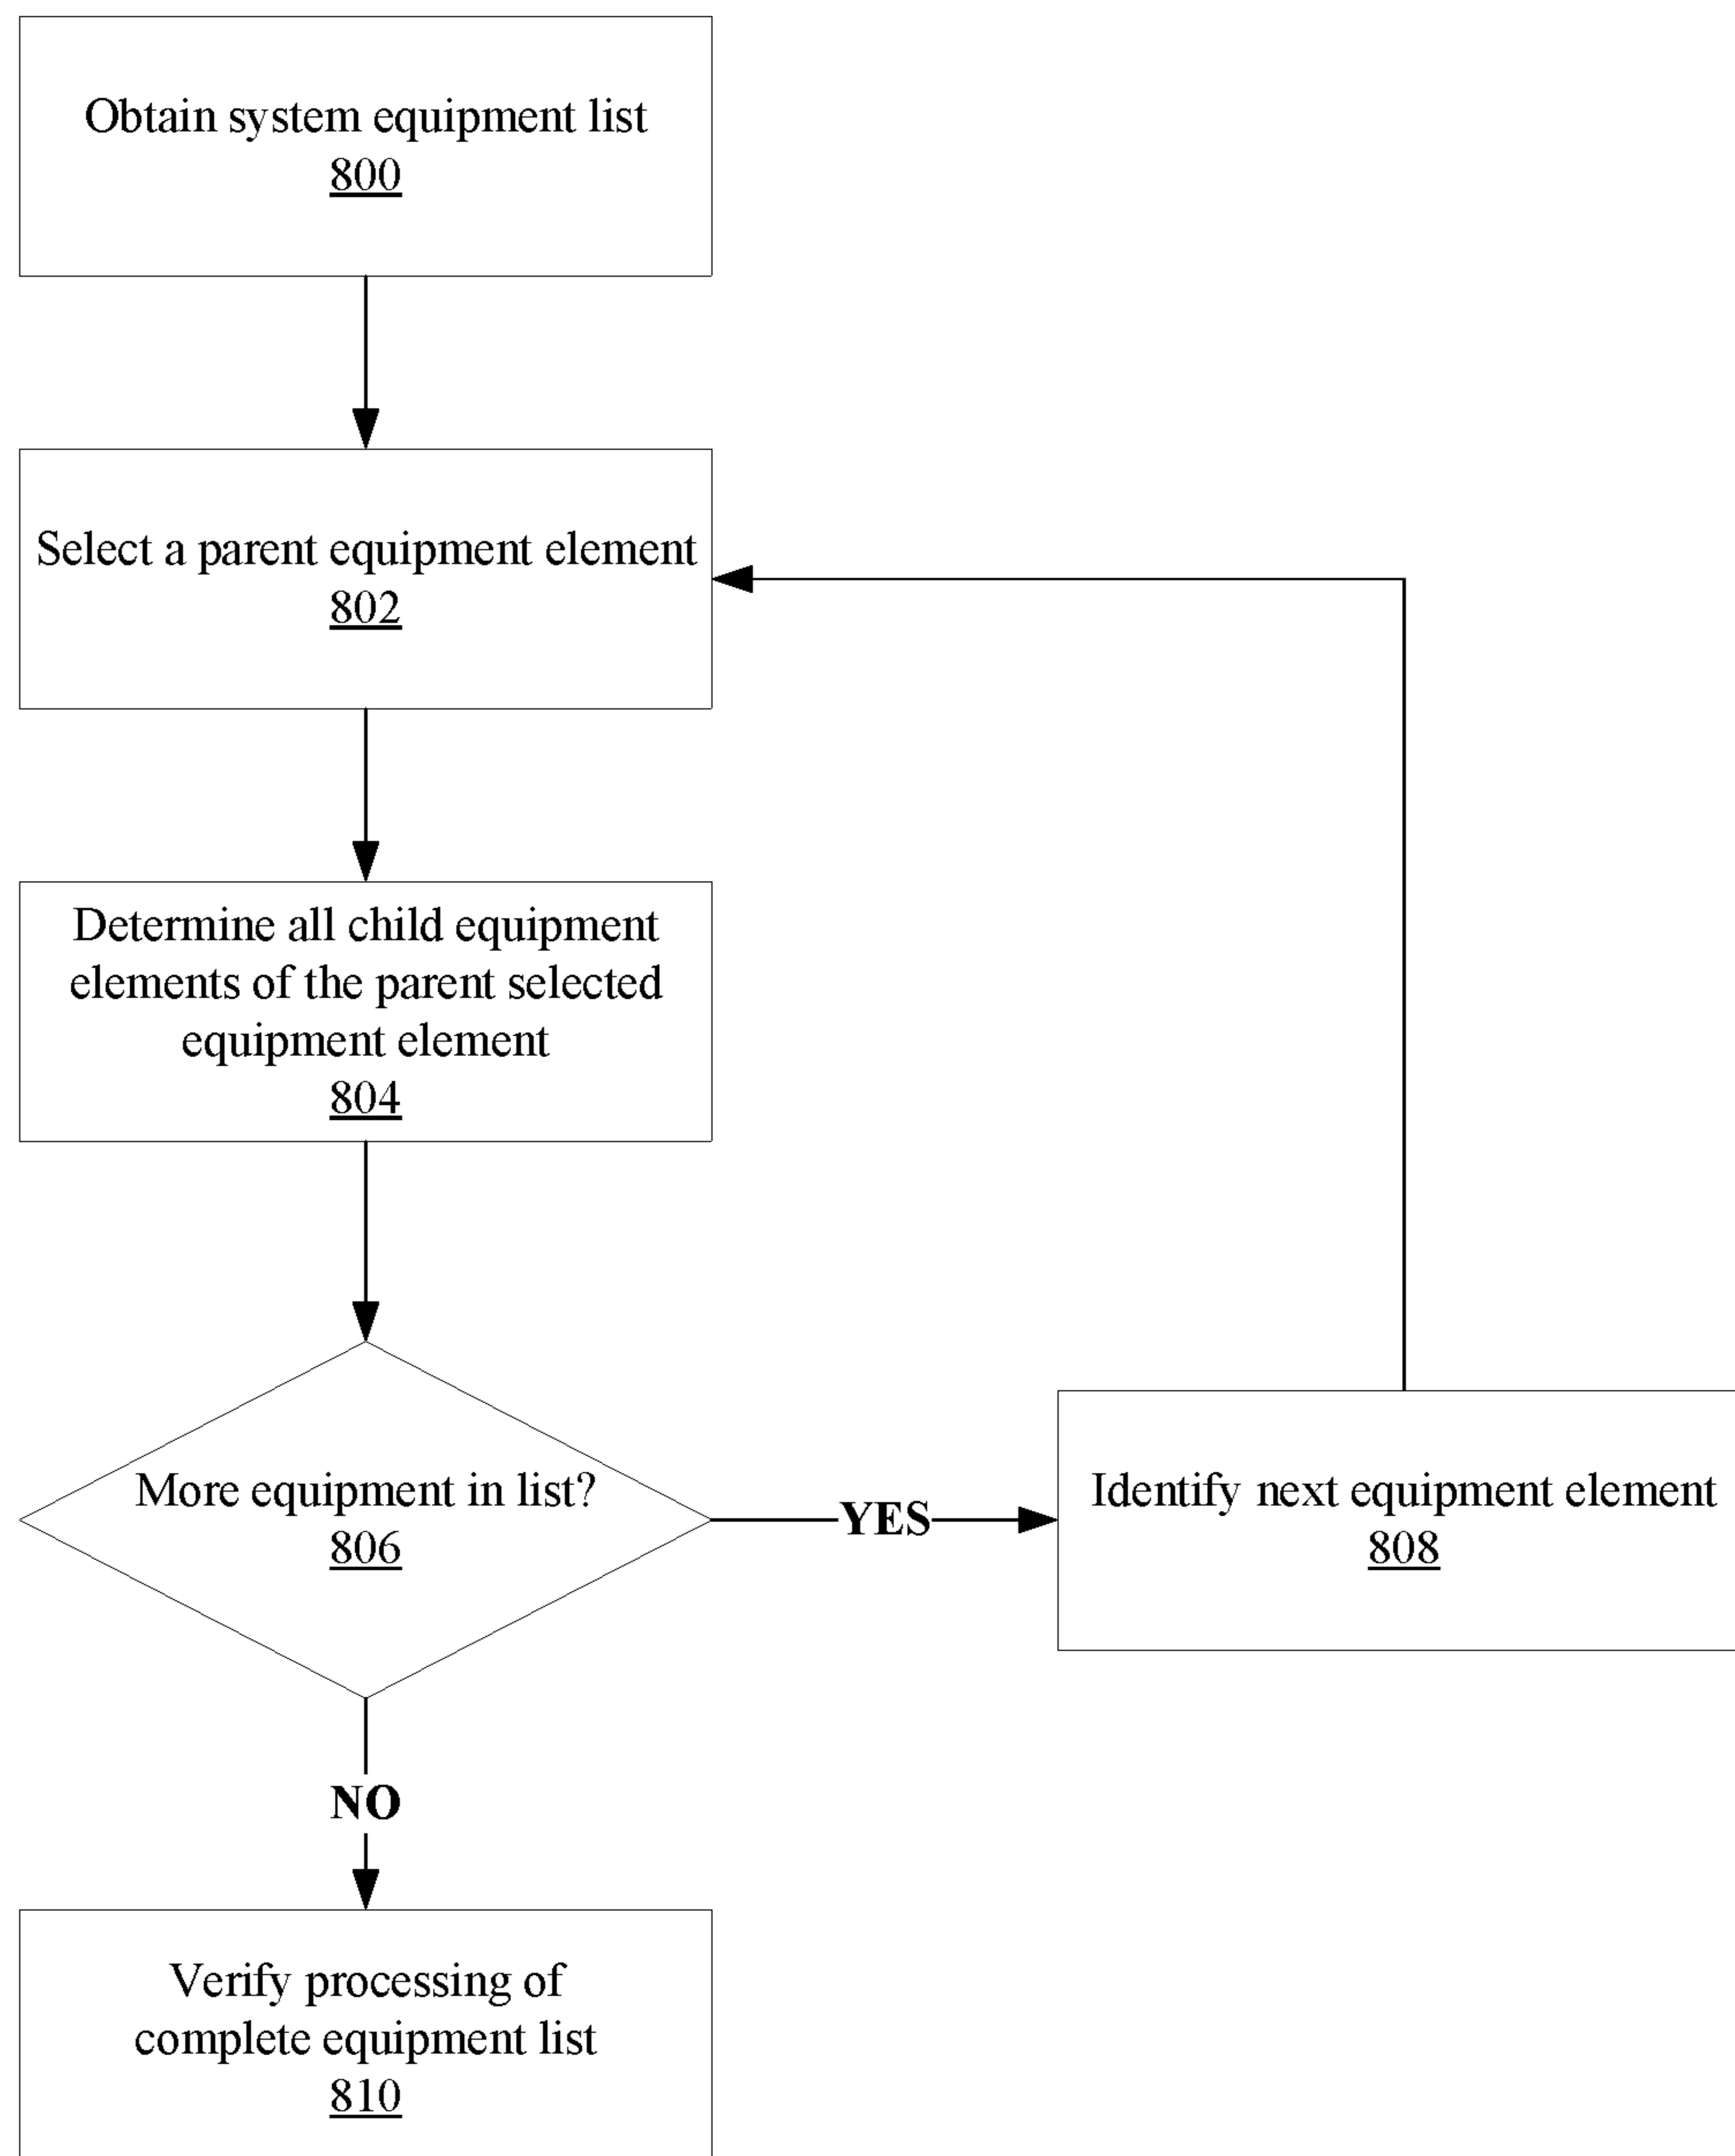 Obtain system equipment list
800
Select a parent equipment element
802
Determine all child equipment
elements of the parent selected
equipment element
804
More equipment in list?
806
YES
Identify next equipment element
808
NO
Verify processing of
complete equipment list
810